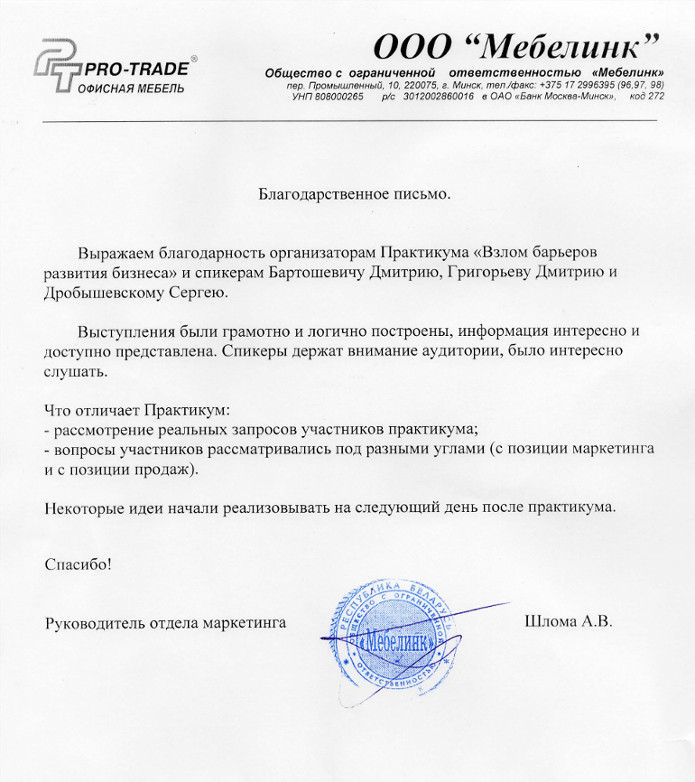 PRO-TRADE®
ОФИСНАЯ МЕБЕЛЬ
ООО “Мебелинк”
Общество с ограниченной ответственностью «Мебелинк»
пер. Промышленный, 10, 220075, г. Минск, тел./факс: +375 17 2996395 (96,97, 98)
УНП 808000265 р/с 3012002860016 в ОАО «Банк Москва-Минск», код 272
Благодарственное письмо.
Выражаем благодарность организаторам Практикума «Взлом барьеров
развития бизнеса» и спикерам Бартошевичу Дмитрию, Григорьеву Дмитрию и
Дробышевскому Сергею.
Выступления были грамотно и логично построены, информация интересно и
доступно представлена. Спикеры держат внимание аудитории, было интересно
слушать.
Что отличает Практикум:
- рассмотрение реальных запросов участников практикума;
- вопросы участников рассматривались под разными углами (с позиции маркетинга
и с позиции продаж).
Некоторые идеи начали реализовывать на следующий день после практикума.
Спасибо!
Руководитель отдела маркетинга
Шлома А.В.
РЕСПУБЛИКА БЕЛАРУСЬ
ОБЩЕСТВО С ОГРАНИЧЕННОЙ
«Мебелинк»
ОТВЕТСТВЕННОСТЬЮ